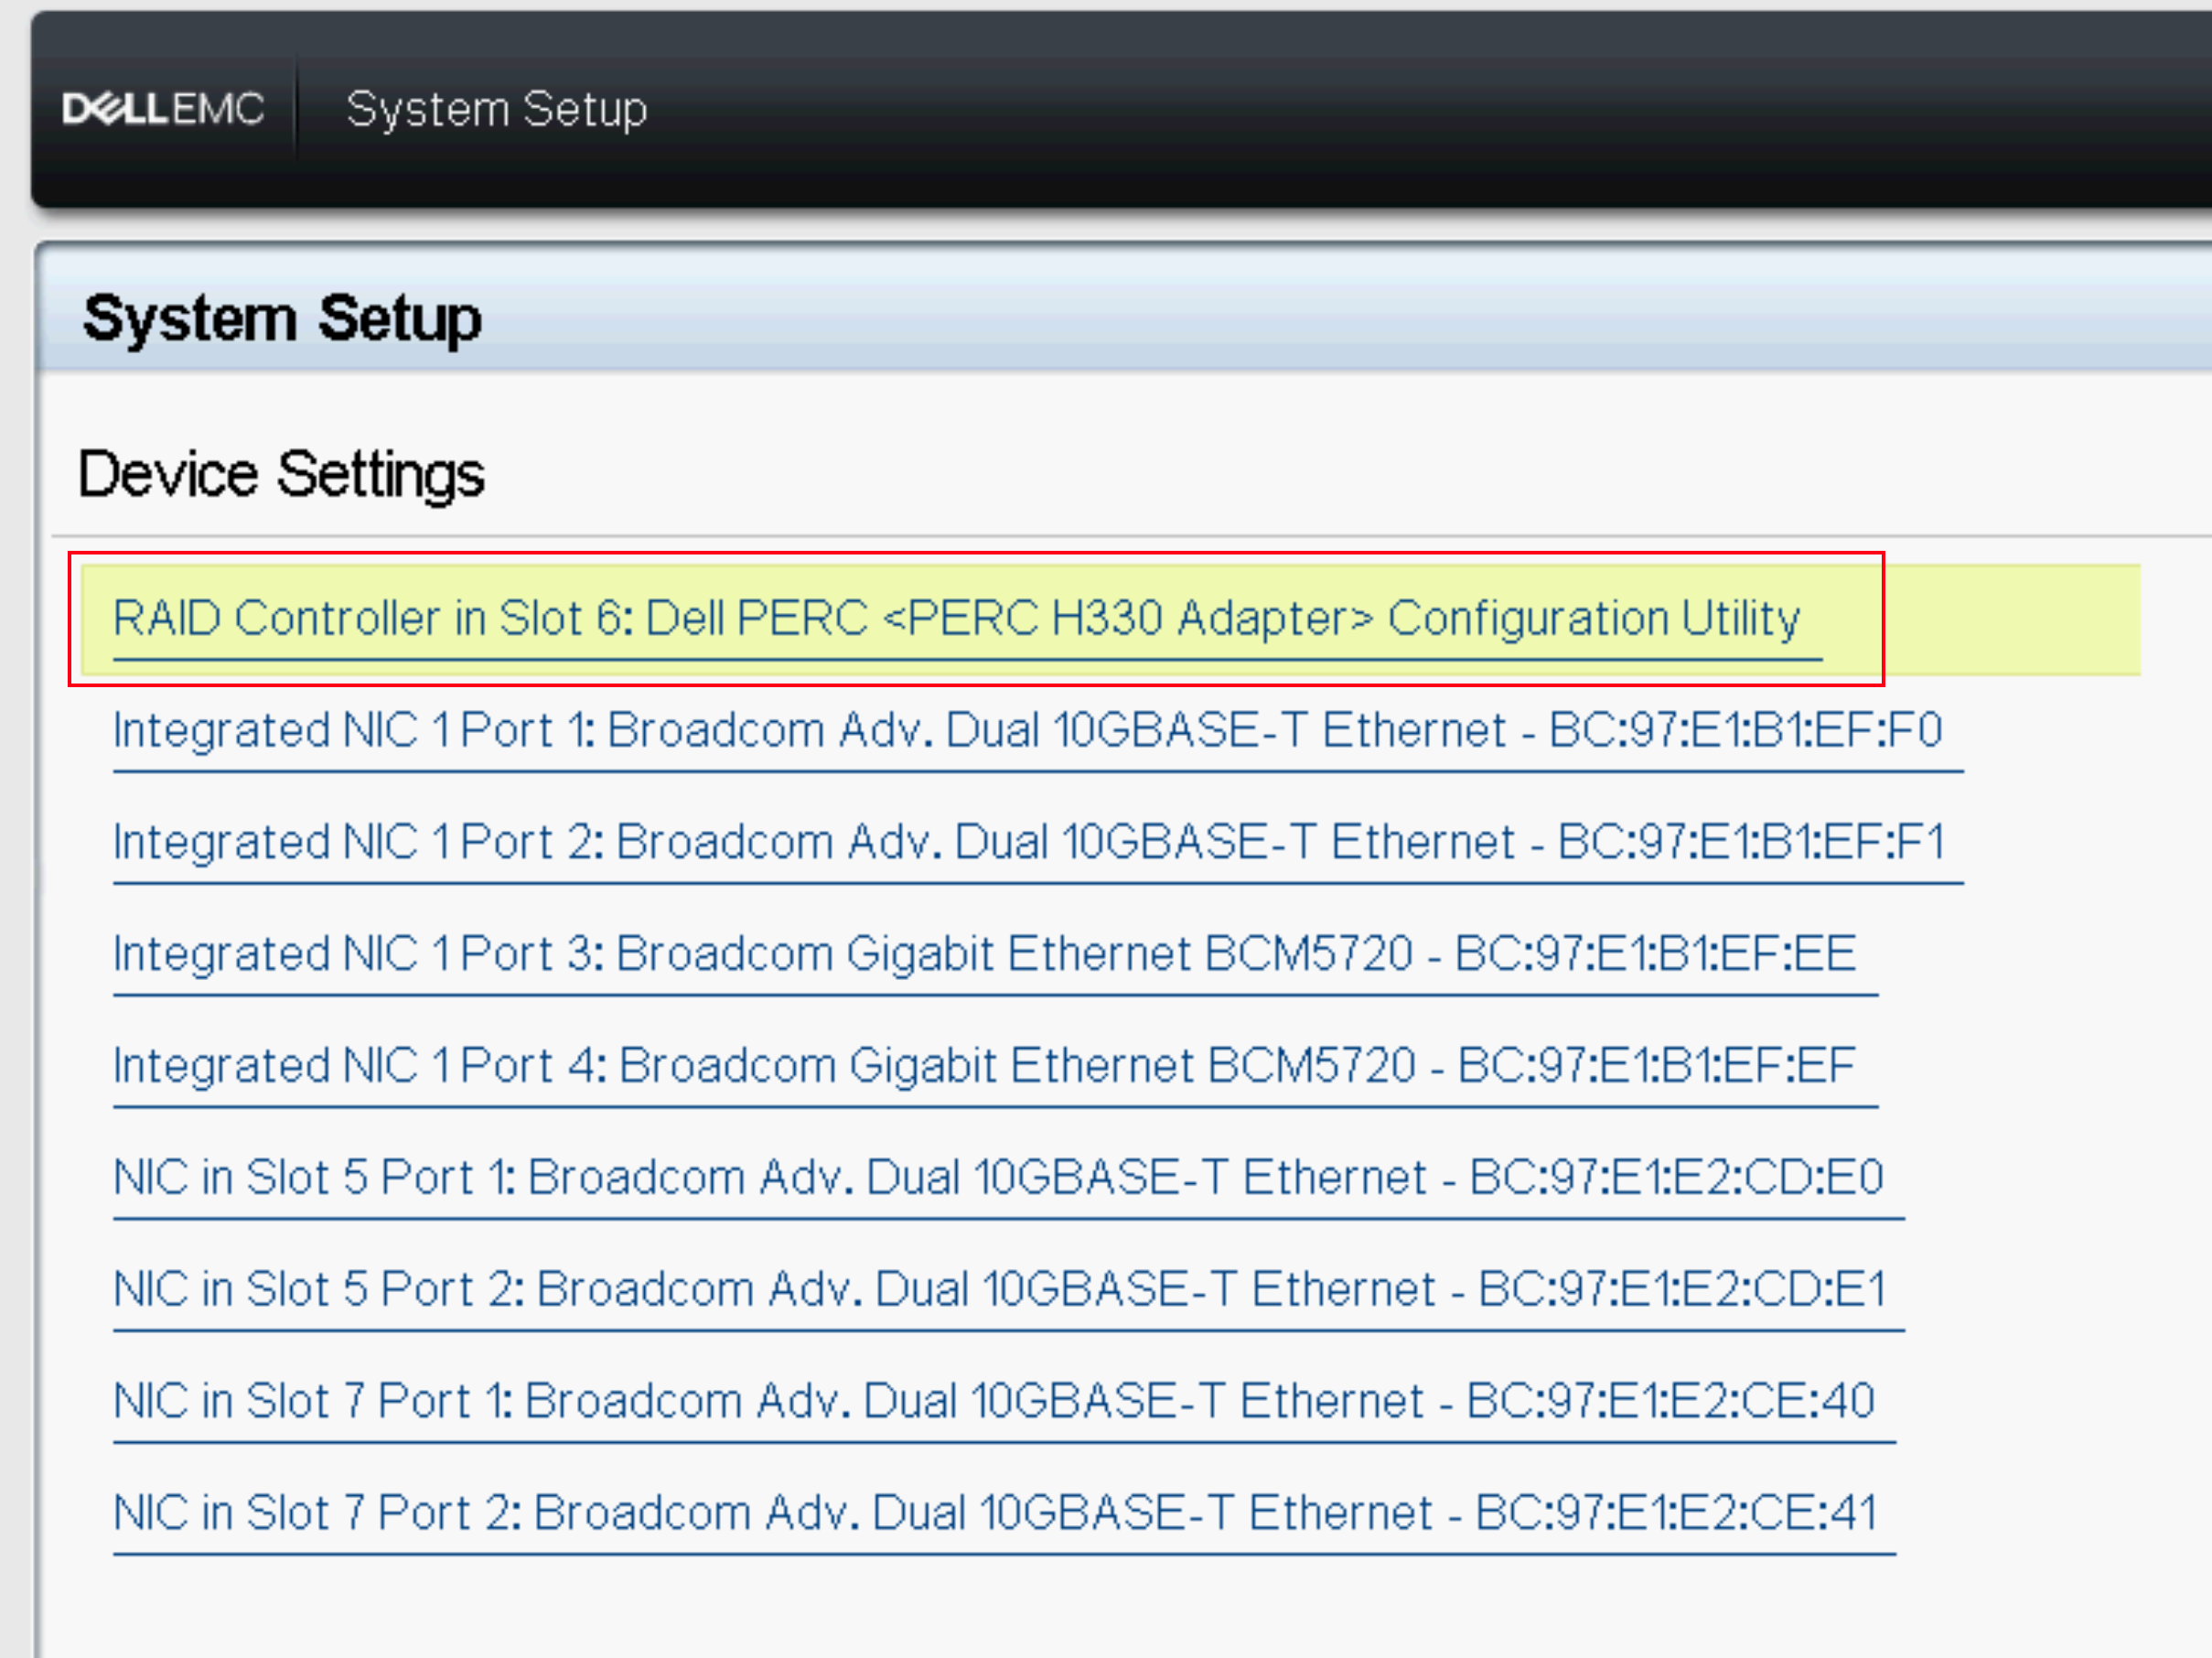 DELLEMC System Setup
System Setup
Device Settings
RAID Controller in Slot 6: Dell PERC <PERC H330 Adapter> Configuration Utility
Integrated NIC 1 Port 1: Broadcom Adv. Dual 10GBASE-T Ethernet - BC:97:E1:B1:EF:F0
Integrated NIC 1 Port 2: Broadcom Adv. Dual 10GBASE-T Ethernet - BC:97:E1:B1:EF:F1
Integrated NIC 1 Port 3: Broadcom Gigabit Ethernet BCM5720 - BC:97:E1:B1:EF:EE
Integrated NIC 1 Port 4: Broadcom Gigabit Ethernet BCM5720 - BC:97:E1:B1:EF:EF
NIC in Slot 5 Port 1: Broadcom Adv. Dual 10GBASE-T Ethernet - BC:97:E1:E2:CD:E0
NIC in Slot 5 Port 2: Broadcom Adv. Dual 10GBASE-T Ethernet - BC:97:E1:E2:CD:E1
NIC in Slot 7 Port 1: Broadcom Adv. Dual 10GBASE-T Ethernet - BC:97:E1:E2:CE:40
NIC in Slot 7 Port 2: Broadcom Adv. Dual 10GBASE-T Ethernet - BC:97:E1:E2:CE:41